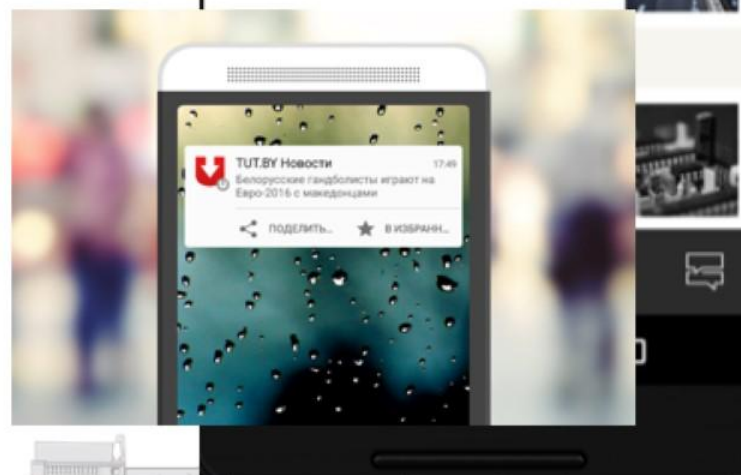 TUT.BY Новости 17:49
Белорусские гандболисты играют на
Евро-2016 с македонцами
ПОДЕЛИТЬ... В ИЗБРАНН...